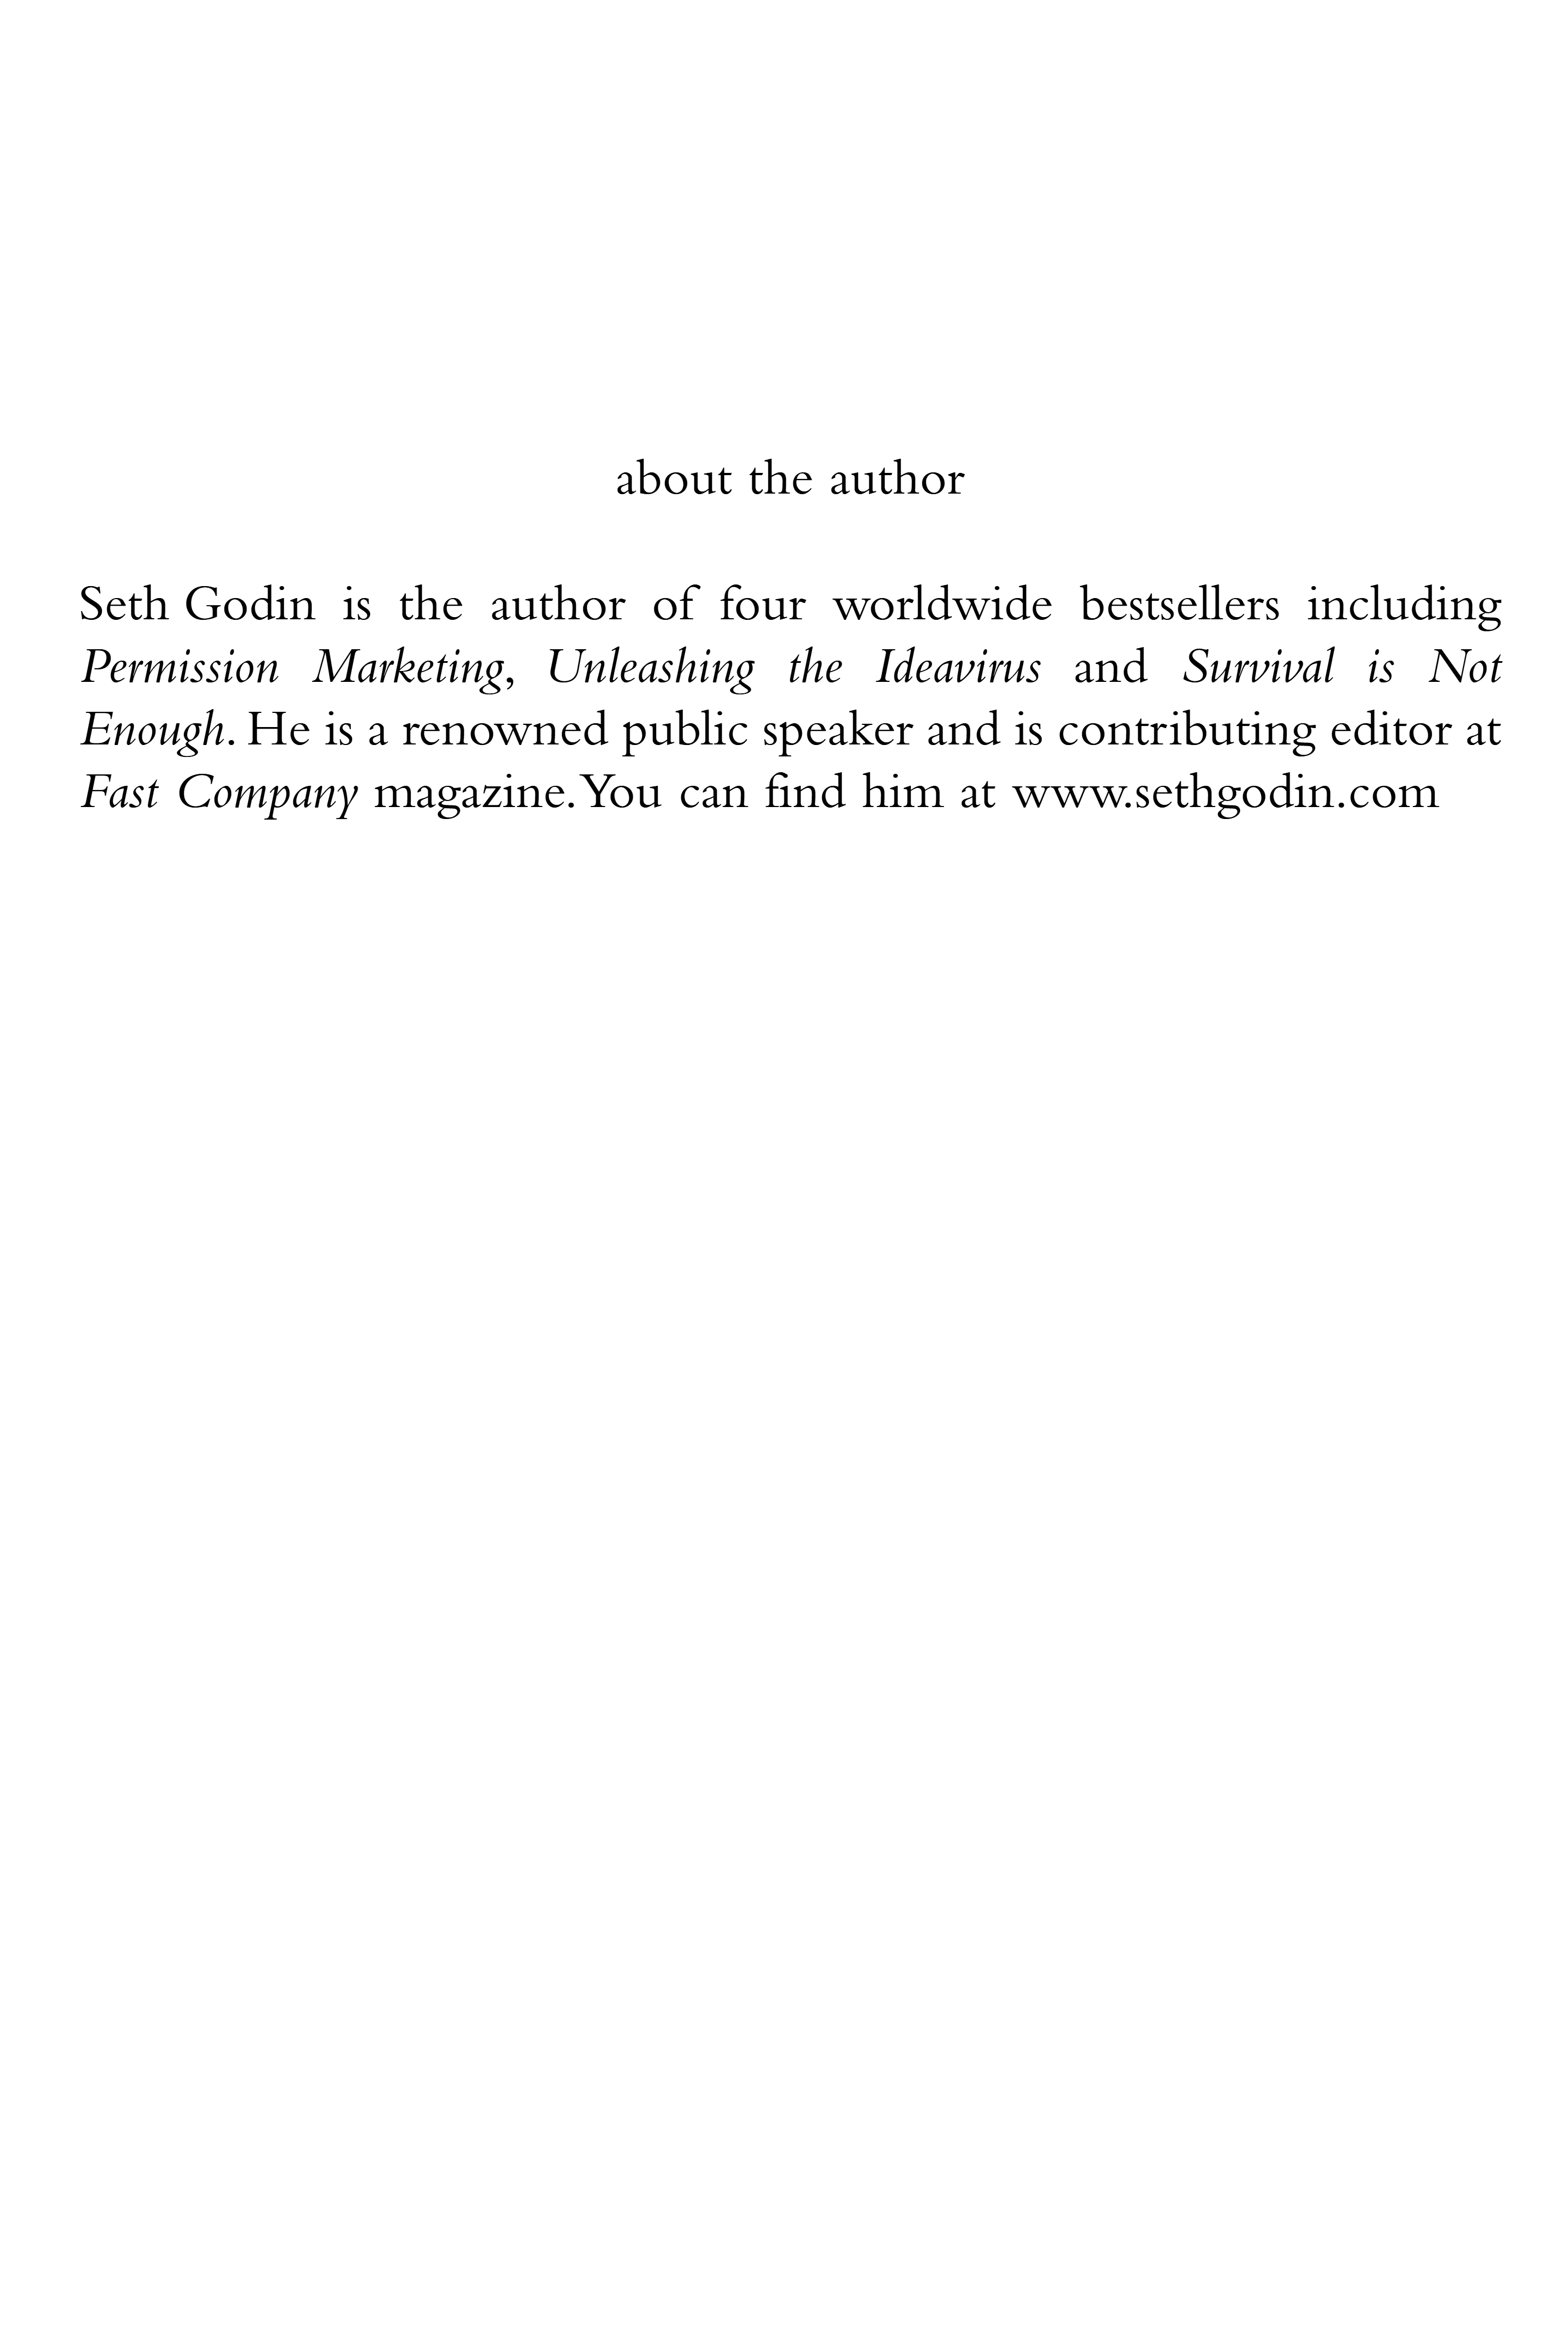 about the author
Seth Godin is the author of four worldwide bestsellers including
Permission Marketing, Unleashing the Ideavirus and Survival is Not
Enough. He is a renowned public speaker and is contributing editor at
Fast Company magazine. You can find him at www.sethgodin.com